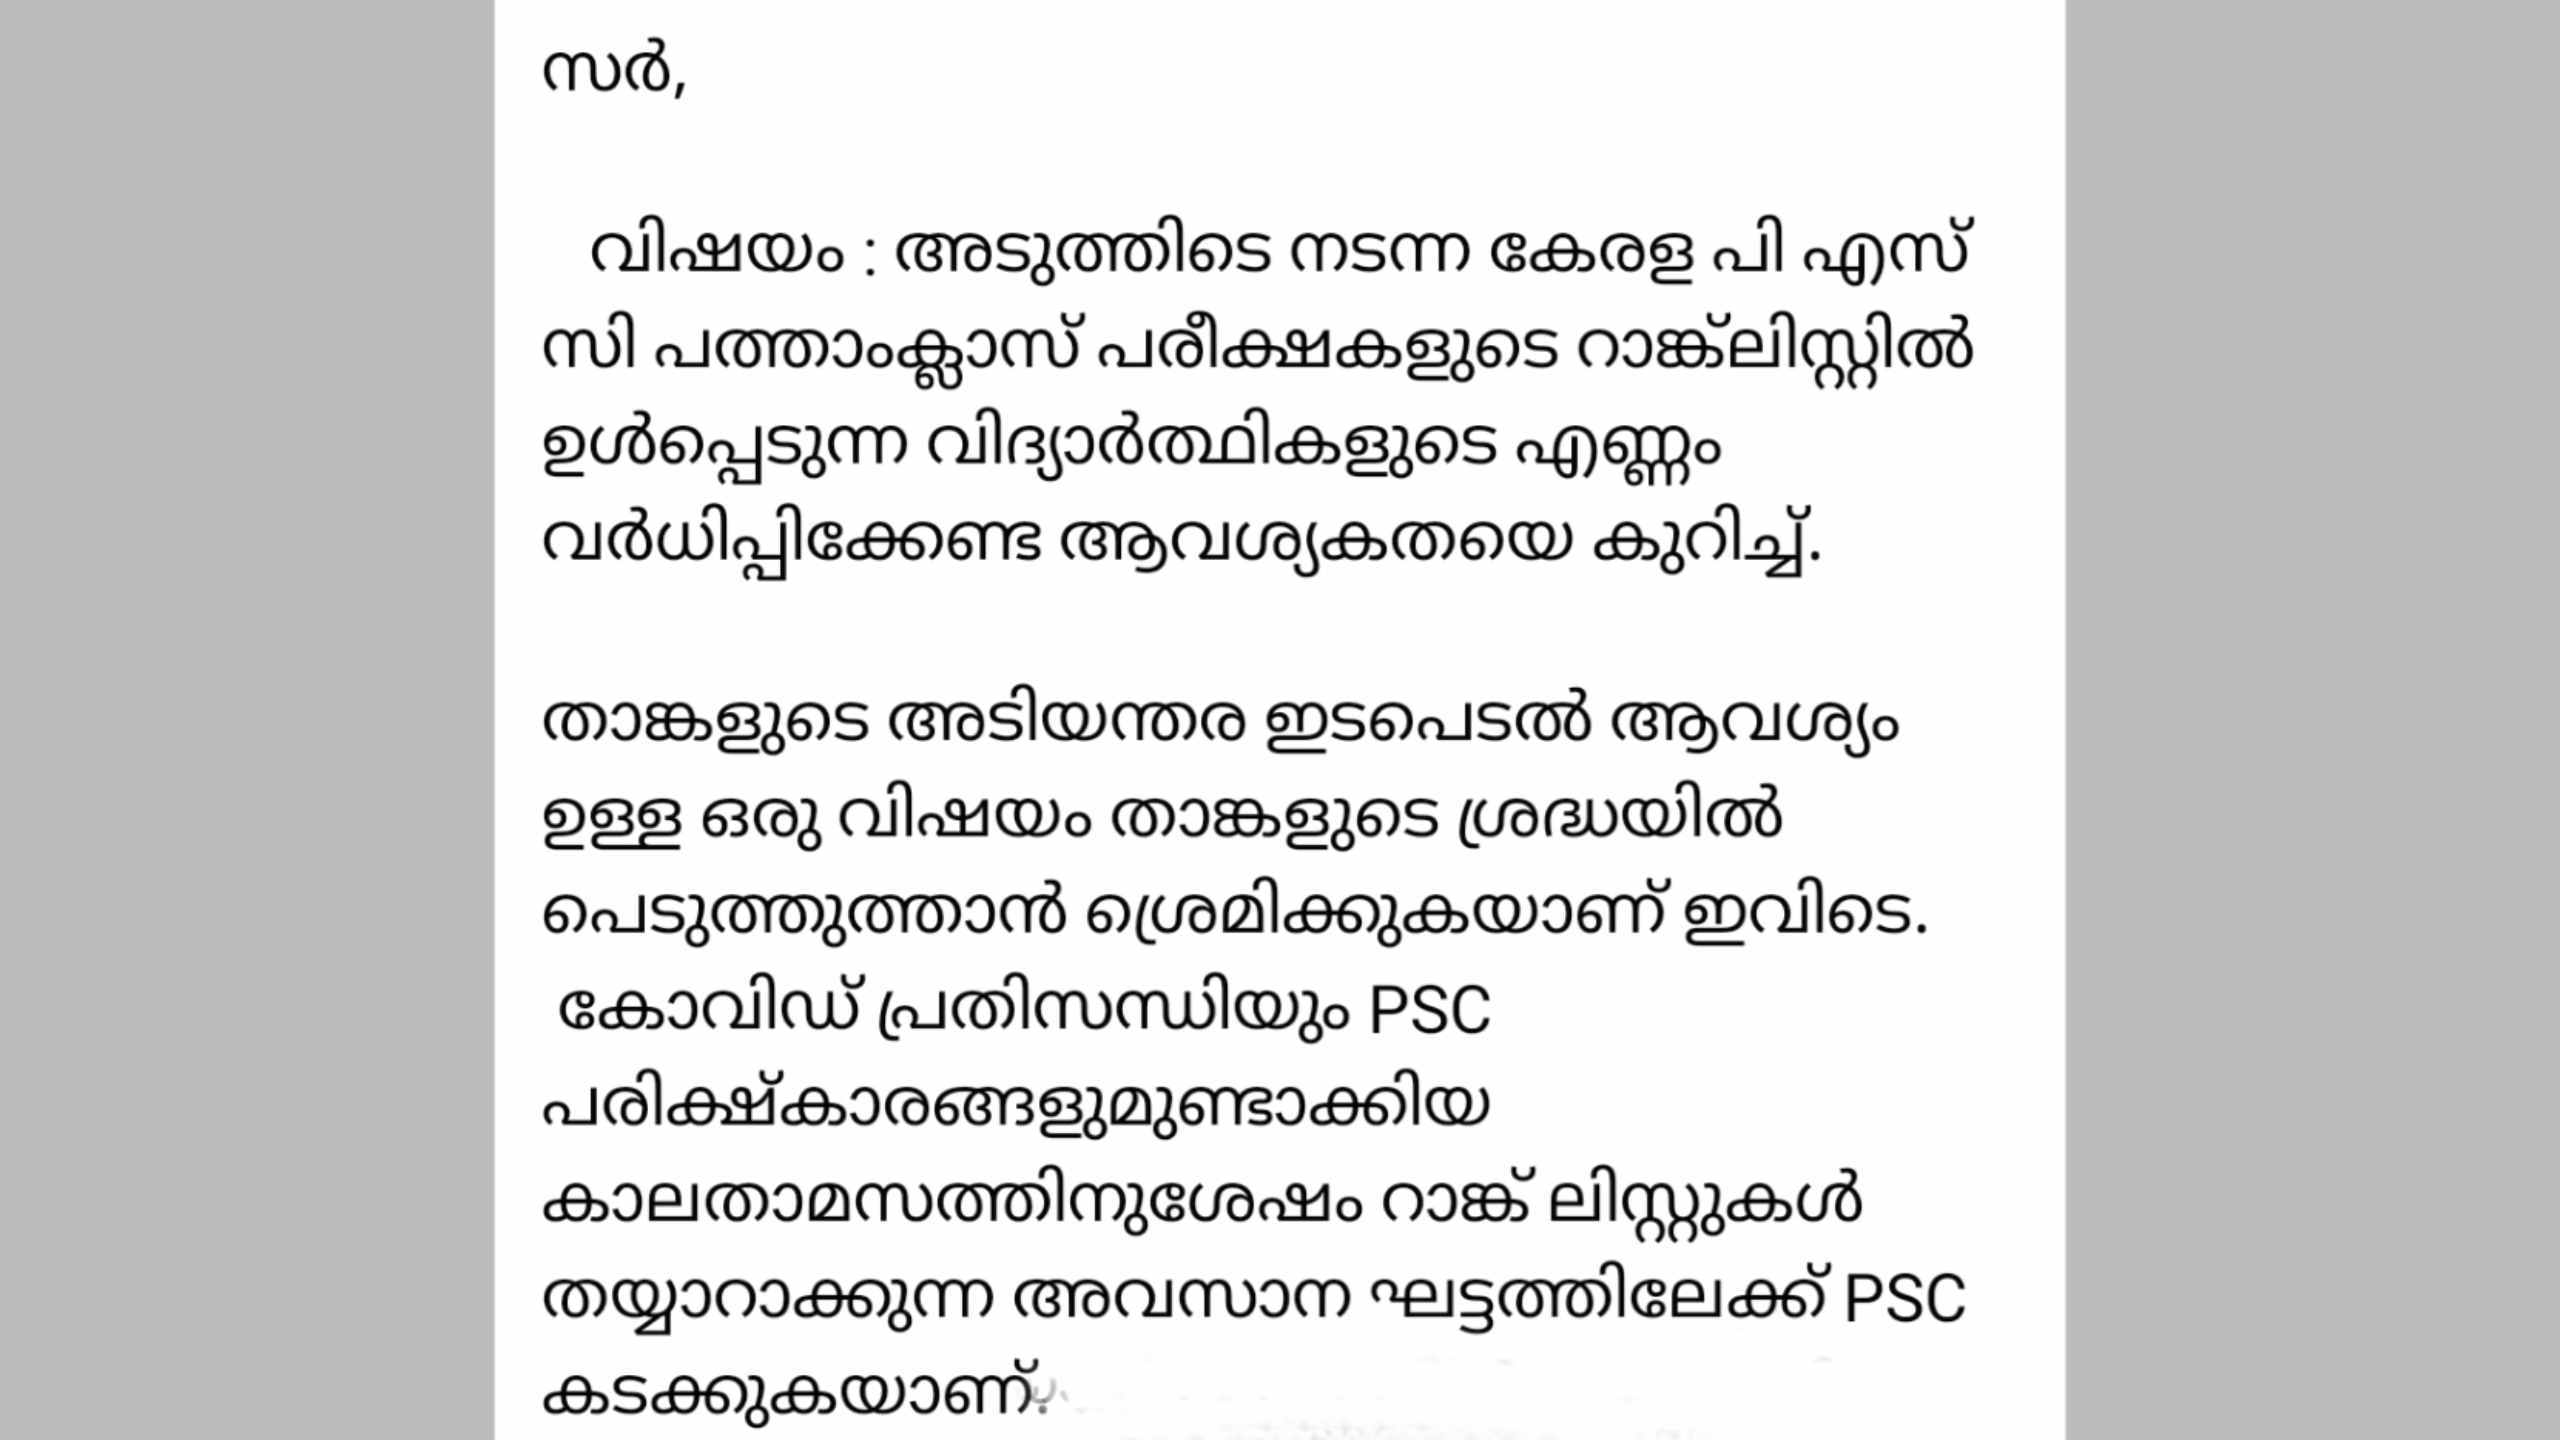 സർ,
വിഷയം : അടുത്തിടെ നടന്ന കേരള പി എസ്
സി പത്താംക്ലാസ് പരീക്ഷകളുടെ റാങ്ക്‌ലിസ്റ്റിൽ
ഉൾപ്പെടുന്ന വിദ്യാർത്ഥികളുടെ എണ്ണം
വർധിപ്പിക്കേണ്ട ആവശ്യകതയെ കുറിച്ച്.
താങ്കളുടെ അടിയന്തര ഇടപെടൽ ആവശ്യം
ഉള്ള ഒരു വിഷയം താങ്കളുടെ ശ്രദ്ധയിൽ
പെടുത്തുത്താൻ ശ്രെമിക്കുകയാണ് ഇവിടെ.
കോവിഡ് പ്രതിസന്ധിയും PSC
പരിക്ഷ്കാരങ്ങളുമുണ്ടാക്കിയ
കാലതാമസത്തിനുശേഷം റാങ്ക് ലിസ്റ്റുകൾ
തയ്യാറാക്കുന്ന അവസാന ഘട്ടത്തിലേക്ക് PSC
കടക്കുകയാണ്.